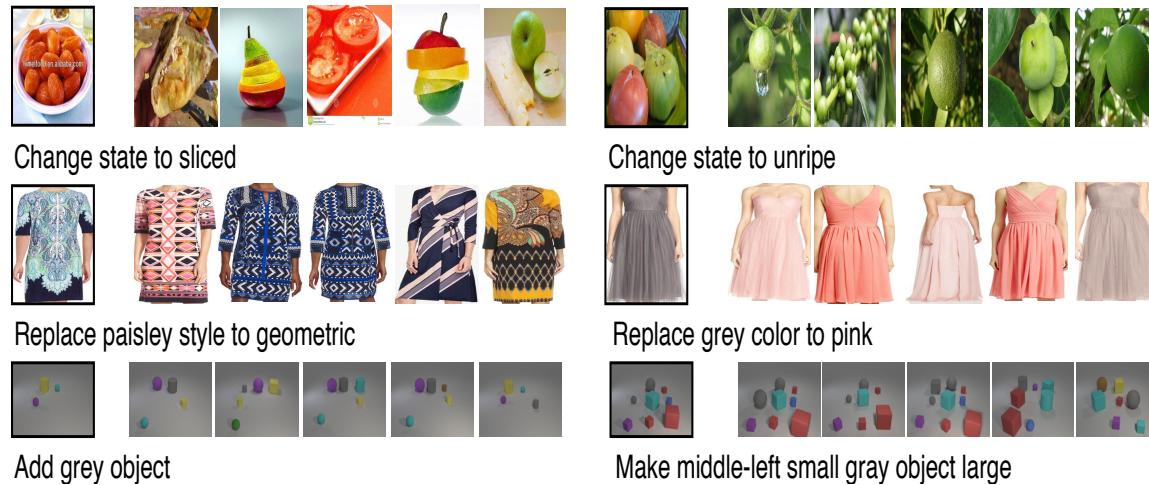 Change state to sliced
Change state to unripe
Replace paisley style to geometric
Replace grey color to pink
Add grey object
Make middle-left small gray object large